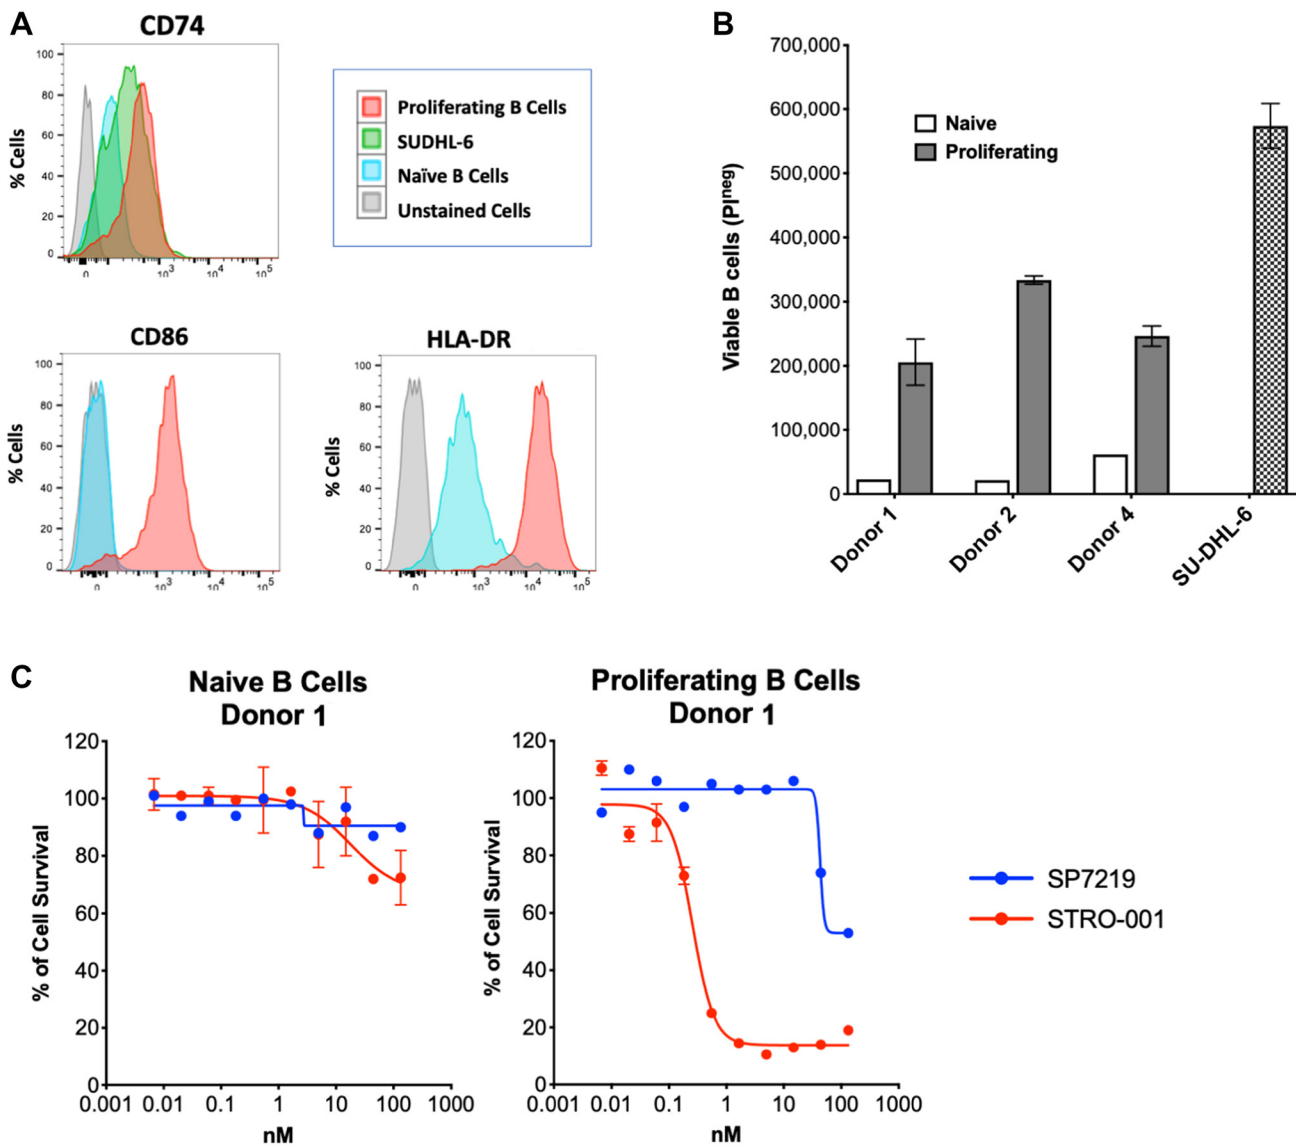 A
CD74
% Cells
100
80
60
40
20
0
0
10³
10⁴
10⁵
Proliferating B Cells
SUDHL-6
Naïve B Cells
Unstained Cells
CD86
% Cells
100
80
60
40
20
0
0
10³
10⁴
10⁵
HLA-DR
% Cells
100
80
60
40
20
0
0
10³
10⁴
10⁵
B
Viable B cells (PIⁿᵉᵍ)
700,000
600,000
500,000
400,000
300,000
200,000
100,000
0
Naive
Proliferating
Donor 1
Donor 2
Donor 4
SU-DHL-6
C
Naive B Cells
Donor 1
% of Cell Survival
120
100
80
60
40
20
0
0.001
0.01
0.1
1
10
100
1000
nM
Proliferating B Cells
Donor 1
% of Cell Survival
120
100
80
60
40
20
0
0.001
0.01
0.1
1
10
100
1000
nM
SP7219
STRO-001